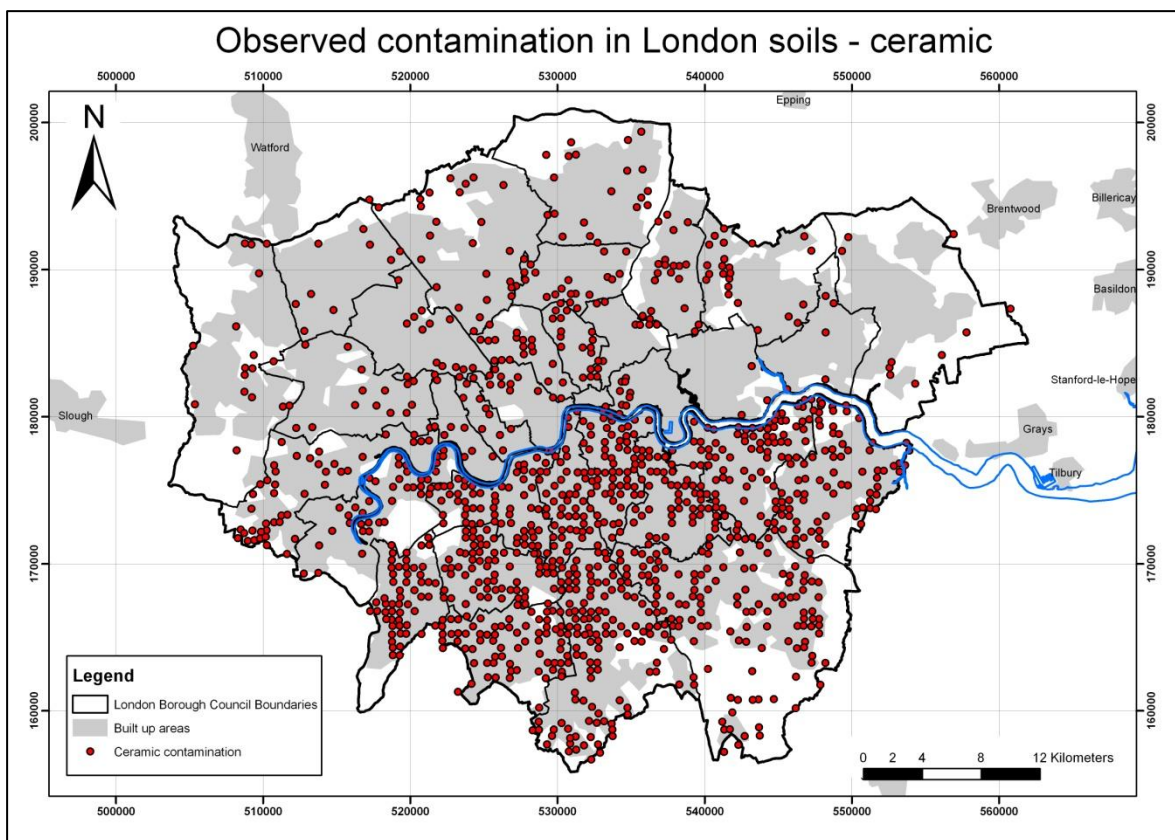 Observed contamination in London soils - ceramic
500000 510000 520000 530000 540000 550000 560000
N
200000 200000
190000 190000
180000 180000
170000 170000
160000 160000
Epping
Watford
Brentwood
Billericay
Basildon
Stanford-le-Hope
Slough
Grays
Tilbury
Legend
London Borough Council Boundaries
Built up areas
Ceramic contamination
0 2 4 8 12 Kilometers
500000 510000 520000 530000 540000 550000 560000